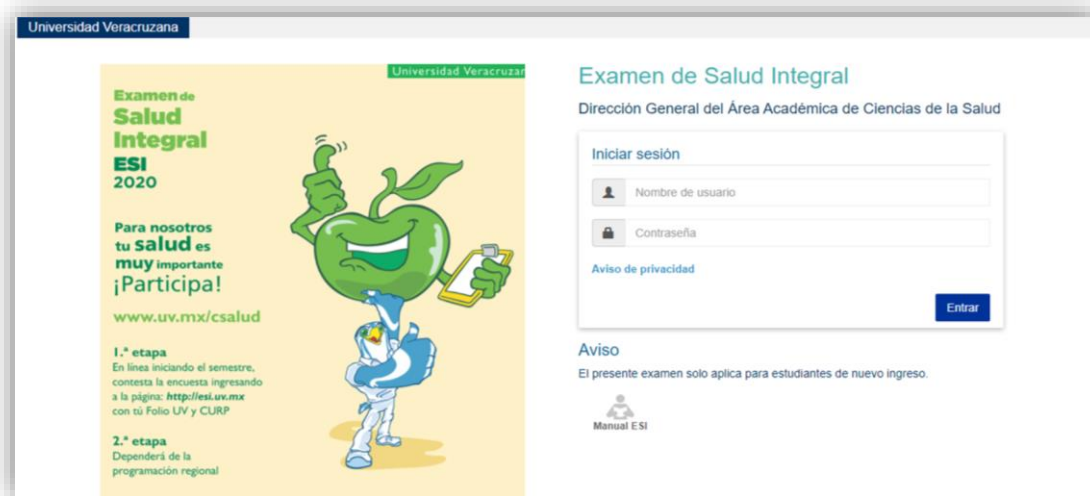 Universidad Veracruzana
Universidad Veracruzan
Examen de
Salud
Integral
ESI
2020
Para nosotros
tu salud es
muy importante
¡Participa!
www.uv.mx/csalud
1.ª etapa
En línea iniciando el semestre,
contesta la encuesta ingresando
a la página: http://esi.uv.mx
con tú Folio UV y CURP
2.ª etapa
Dependerá de la
programación regional
Examen de Salud Integral
Dirección General del Área Académica de Ciencias de la Salud
Iniciar sesión
Nombre de usuario
Contraseña
Aviso de privacidad
Entrar
Aviso
El presente examen solo aplica para estudiantes de nuevo ingreso.
Manual ESI